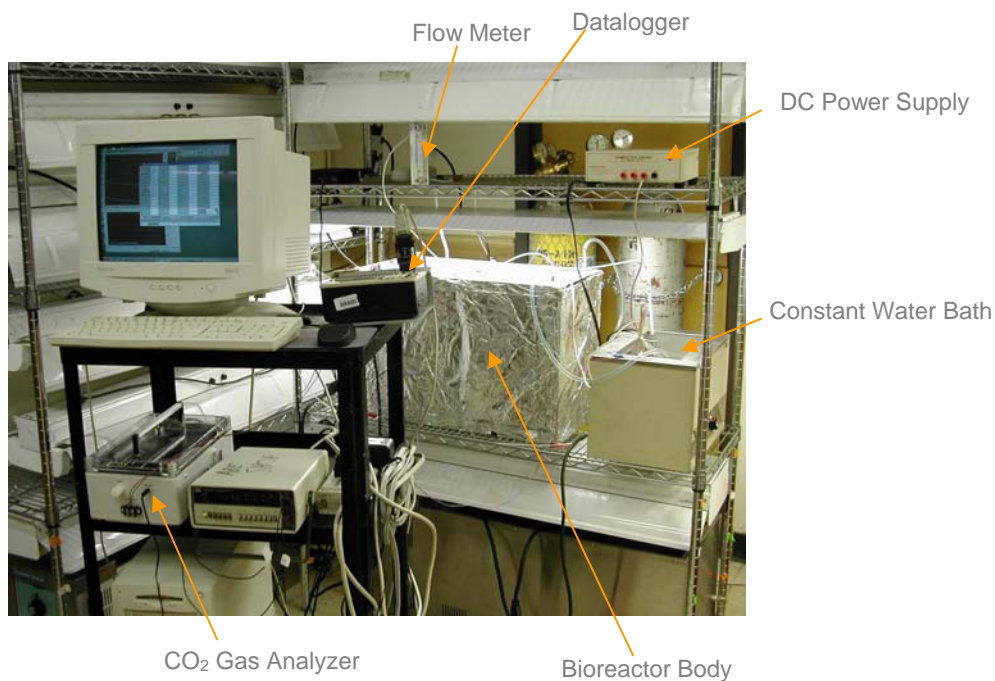 Datalogger
Flow Meter
DC Power Supply
Constant Water Bath
CO₂ Gas Analyzer
Bioreactor Body